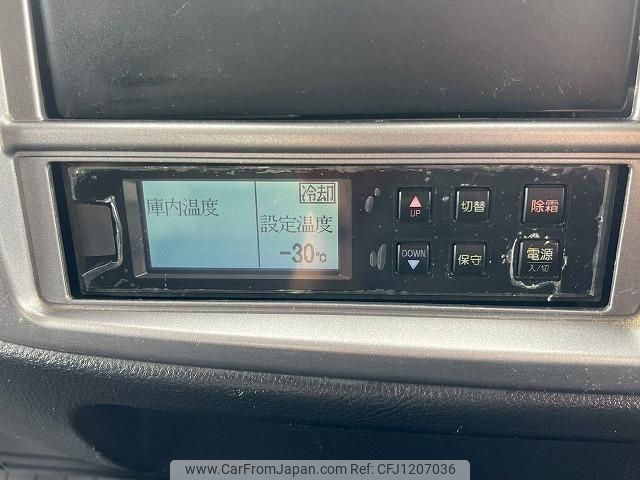 冷却
庫内温度
設定温度
-30℃
UP
切替
除霜
DOWN
保守
電源
入/切
www.CarFromJapan.com Ref:CFJ1207036